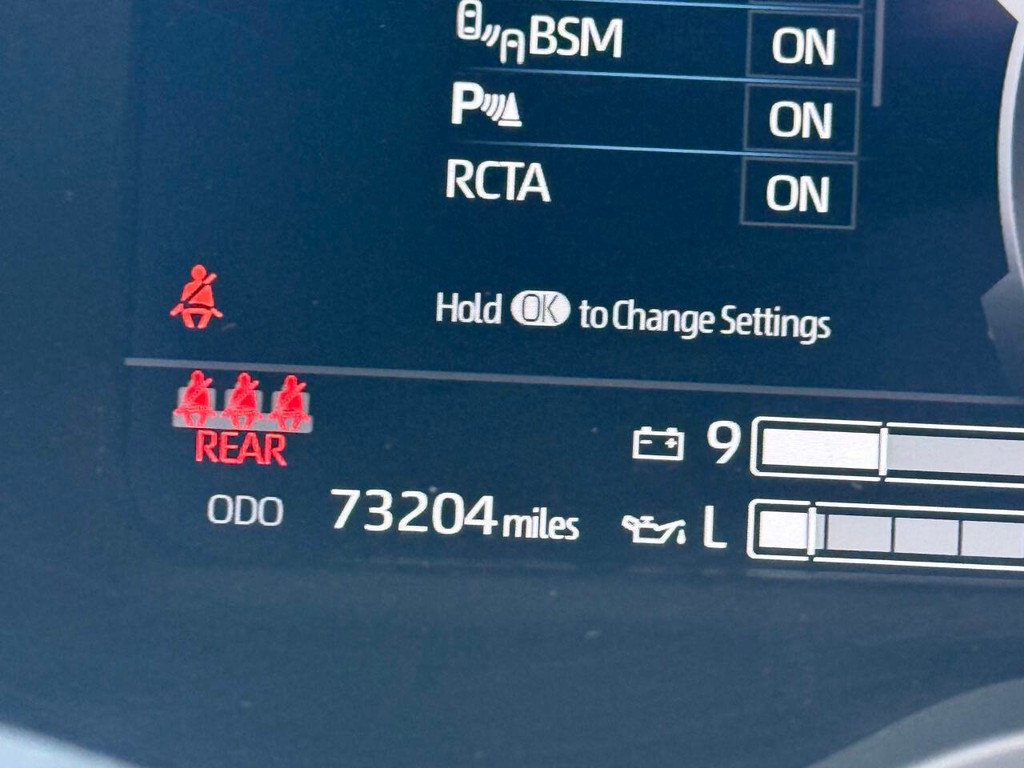 BSM ON
P ON
RCTA ON
Hold OK to Change Settings
REAR
9
ODO 73204 miles L